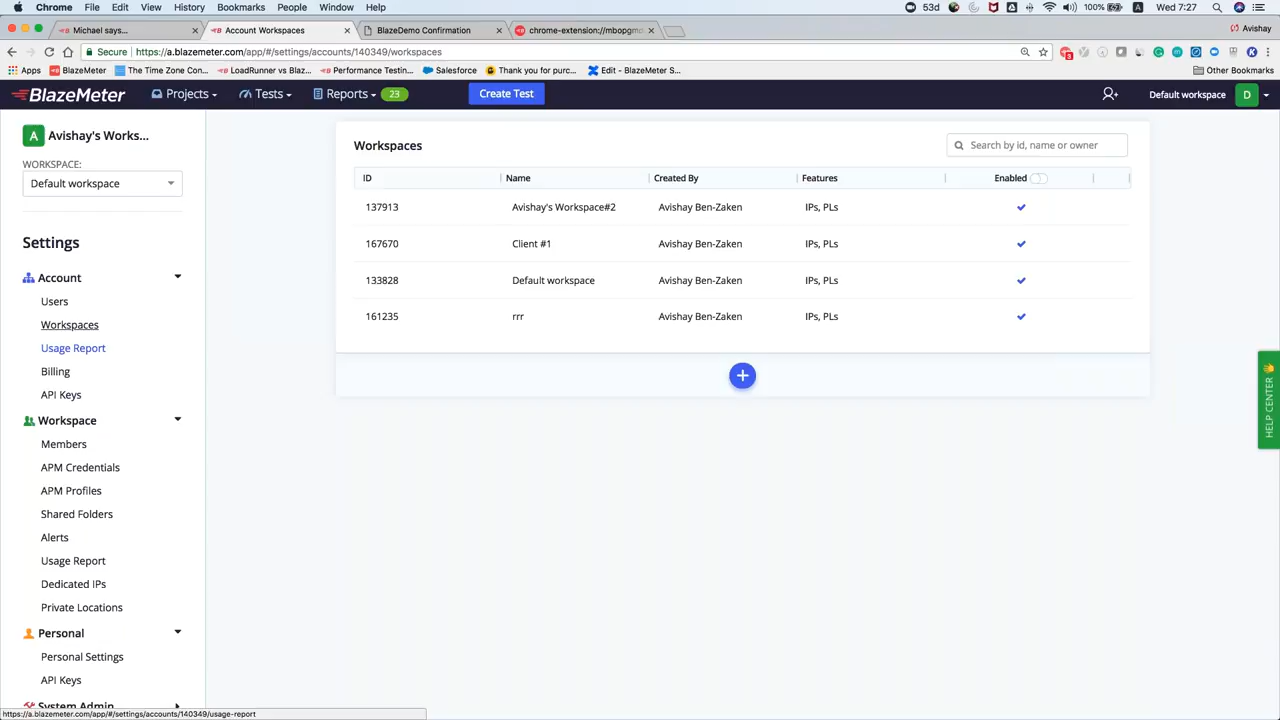 Chrome File Edit View History Bookmarks People Window Help 53d 100% Wed 7:27
Michael says... Account Workspaces BlazeDemo Confirmation chrome-extension://mbopgmd Avishay
Secure https://a.blazemeter.com/app/#/settings/accounts/140349/workspaces
Apps BlazeMeter The Time Zone Con... LoadRunner vs Blaz... Performance Testin... Salesforce Thank you for purc... Edit - BlazeMeter S... Other Bookmarks
BlazeMeter Projects Tests Reports 23 Create Test Default workspace D
A Avishay's Works...
WORKSPACE:
Default workspace
Settings
Account
Users
Workspaces
Usage Report
Billing
API Keys
Workspace
Members
APM Credentials
APM Profiles
Shared Folders
Alerts
Usage Report
Dedicated IPs
Private Locations
Personal
Personal Settings
API Keys
System Admin
Workspaces Search by id, name or owner
ID Name Created By Features Enabled
137913 Avishay's Workspace#2 Avishay Ben-Zaken IPs, PLs
167670 Client #1 Avishay Ben-Zaken IPs, PLs
133828 Default workspace Avishay Ben-Zaken IPs, PLs
161235 rrr Avishay Ben-Zaken IPs, PLs
HELP CENTER
https://a.blazemeter.com/app/#/settings/accounts/140349/usage-report